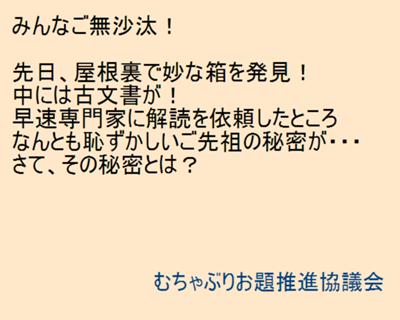 みんなご無沙汰！
先日、屋根裏で妙な箱を発見！
中には古文書が！
早速専門家に解読を依頼したところ
なんとも恥ずかしいご先祖の秘密が・・・
さて、その秘密とは？
むちゃぶりお題推進協議会